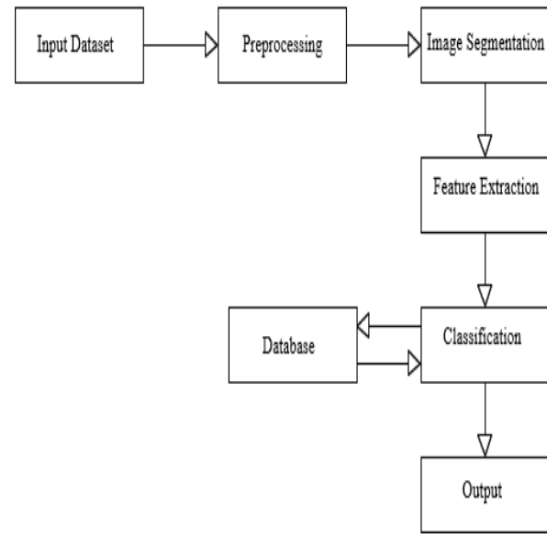 Input Dataset
Preprocessing
Image Segmentation
Feature Extraction
Database
Classification
Output